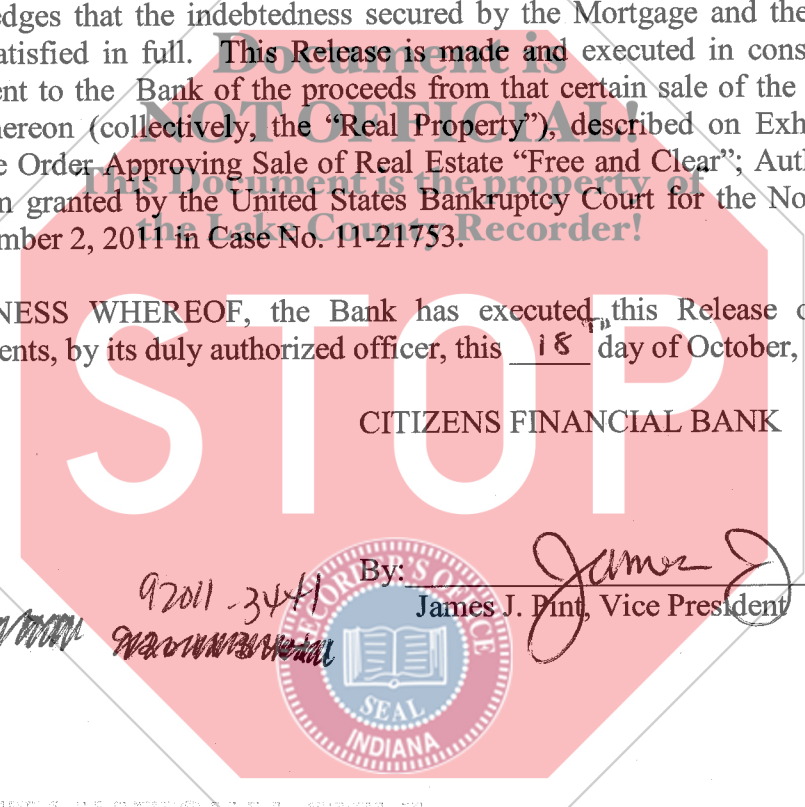 edges that the indebtedness secured by the Mortgage and the
atisfied in full. This Release is made and executed in cons
Document is
ent to the Bank of the proceeds from that certain sale of the
NOT OFFICIAL!
hereon (collectively, the “Real Property”), described on Exh
e Order Approving Sale of Real Estate “Free and Clear”; Auth
This Document is the property of
n granted by the United States Bankruptcy Court for the No
the Lake County Recorder!
mber 2, 2011 in Case No. 11-21753.
NESS WHEREOF, the Bank has executed this Release o
ents, by its duly authorized officer, this 18TH day of October,
STOP
CITIZENS FINANCIAL BANK
By: James J
James J. Pint, Vice President
92011-3441
RECORDER'S OFFICE
SEAL
INDIANA